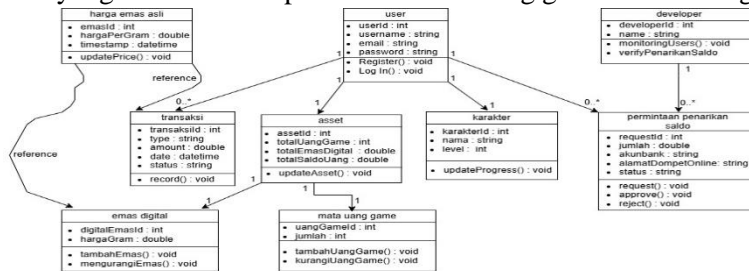 harga emas asli
emasId : int
hargaPerGram : double
timestamp : datetime
updatePrice() : void
user
userId : int
username : string
email : string
password : string
Register() : void
Log In() : void
developer
developerId : int
name : string
monitoringUsers() : void
verifyPenarikanSaldo
reference
reference
1
1
1
1
1
0..*
1
1
0..*
0..*
transaksi
transaksiId : int
type : string
amount : double
date : datetime
status : string
record() : void
asset
assetId : int
totalUangGame : int
totalEmasDigital : double
totalSaldoUang : double
updateAsset() : void
karakter
karakterId : int
nama : string
level : int
updateProgress() : void
permintaan penarikan
saldo
requestId : int
jumlah : double
akunbank : string
alamatDompetOnline: string
status : string
request() : void
approve() : void
reject() : void
1
1
1
1
emas digital
digitalEmasId : int
hargaGram : double
tambahEmas() : void
mengurangiEmas() : void
mata uang game
uangGameId : int
jumlah : int
tambahUangGame() : void
kurangiUangGame() : void